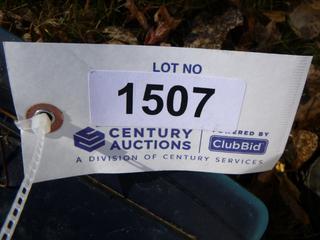 LOT NO
1507
CENTURY
AUCTIONS
POWERED BY
ClubBid
A DIVISION OF CENTURY SERVICES